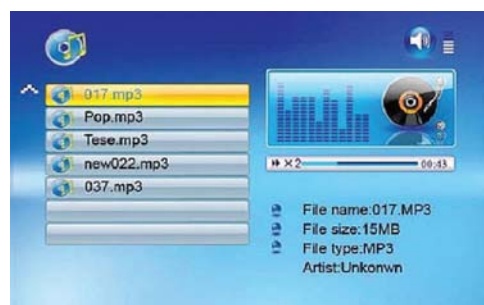 017.mp3
Pop.mp3
Tese.mp3
new022.mp3
037.mp3
×2
00:43
File name:017.MP3
File size:15MB
File type:MP3
Artist:Unkonwn